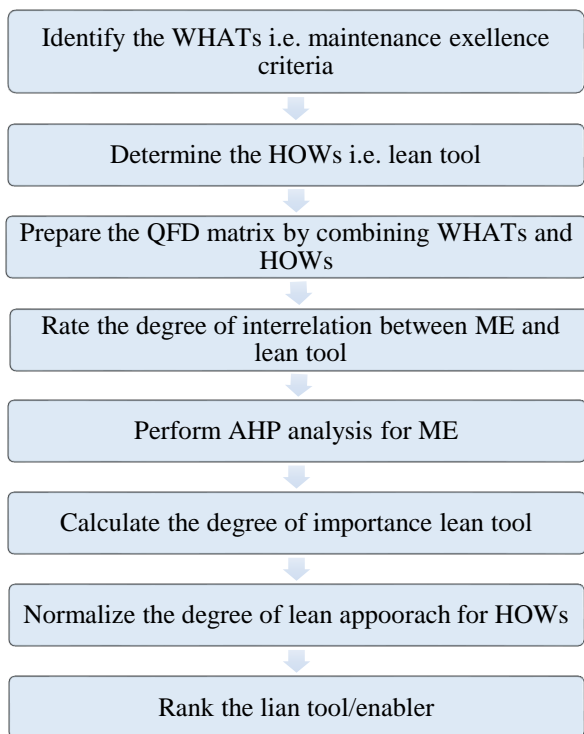 Identify the WHATs i.e. maintenance exellence
criteria
Determine the HOWs i.e. lean tool
Prepare the QFD matrix by combining WHATs and
HOWs
Rate the degree of interrelation between ME and
lean tool
Perform AHP analysis for ME
Calculate the degree of importance lean tool
Normalize the degree of lean appoorach for HOWs
Rank the lian tool/enabler